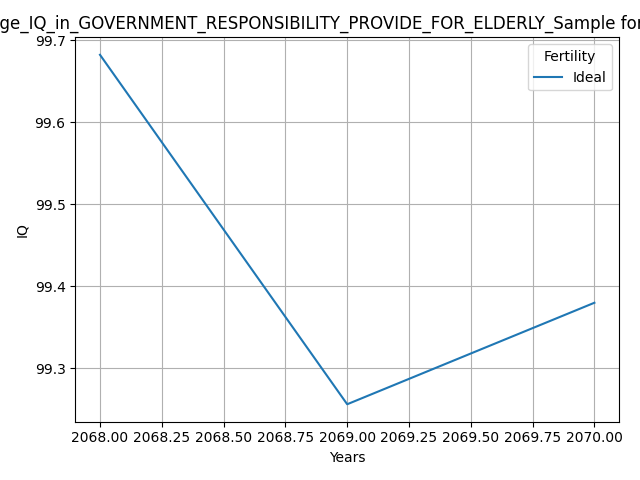 ge_IQ_in_GOVERNMENT_RESPONSIBILITY_PROVIDE_FOR_ELDERLY_Sample for
99.7
99.6
99.5
99.4
99.3
IQ
Fertility
Ideal
2068.00 2068.25 2068.50 2068.75 2069.00 2069.25 2069.50 2069.75 2070.00
Years